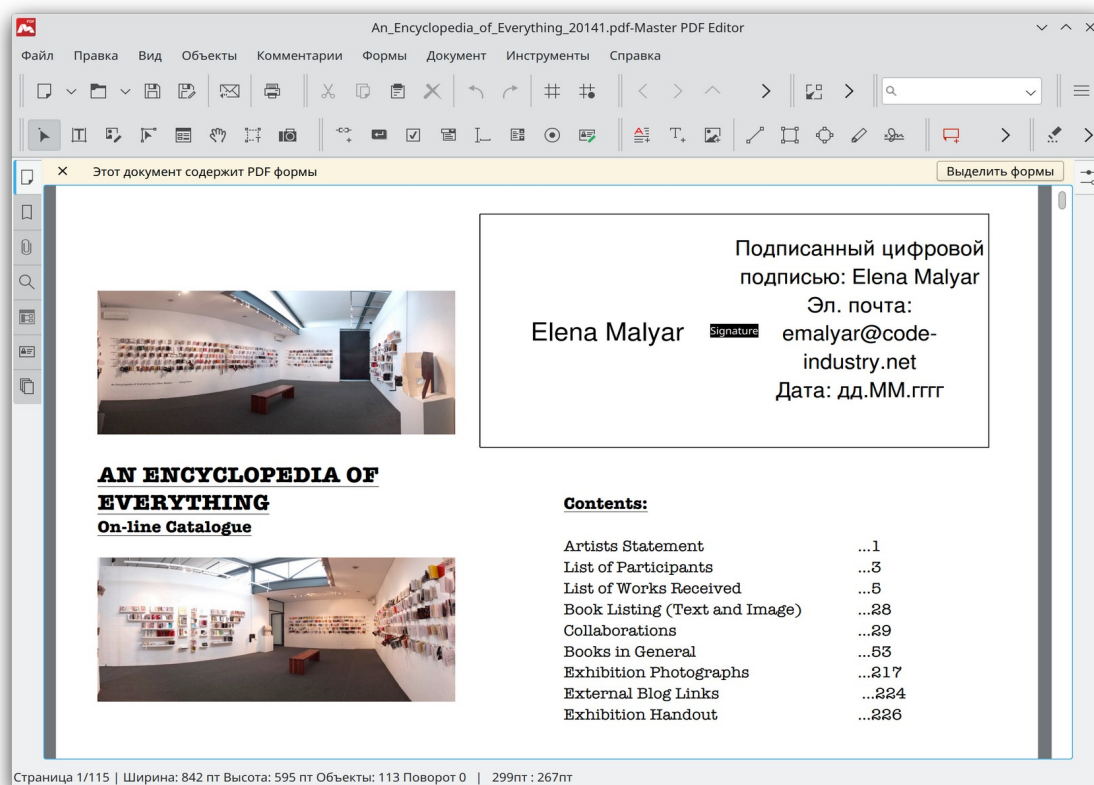 An_Encyclopedia_of_Everything_20141.pdf-Master PDF Editor
Файл Правка Вид Объекты Комментарии Формы Документ Инструменты Справка
Этот документ содержит PDF формы
Выделить формы
Подписанный цифровой
подписью: Elena Malyar
Эл. почта:
emalyar@code-
industry.net
Дата: дд.ММ.гггг
Elena Malyar
Signature
AN ENCYCLOPEDIA OF
EVERYTHING
On-line Catalogue
Contents:
Artists Statement ...1
List of Participants ...3
List of Works Received ...5
Book Listing (Text and Image) ...28
Collaborations ...29
Books in General ...53
Exhibition Photographs ...217
External Blog Links ...224
Exhibition Handout ...226
Страница 1/115 | Ширина: 842 пт Высота: 595 пт Объекты: 113 Поворот 0 | 299пт : 267пт